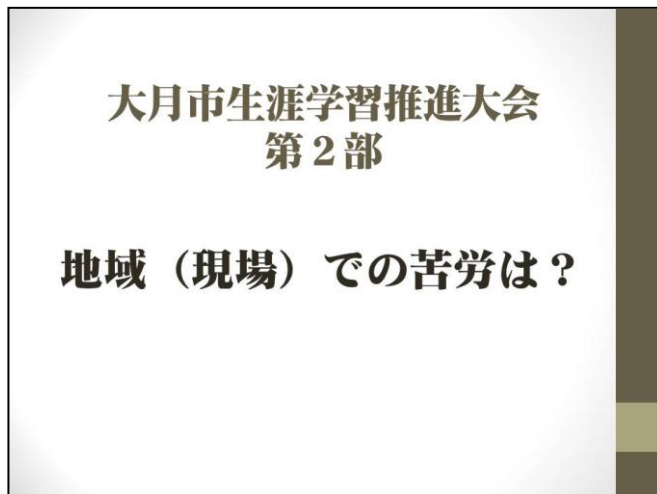 大月市生涯学習推進大会
第２部
地域（現場）での苦労は？